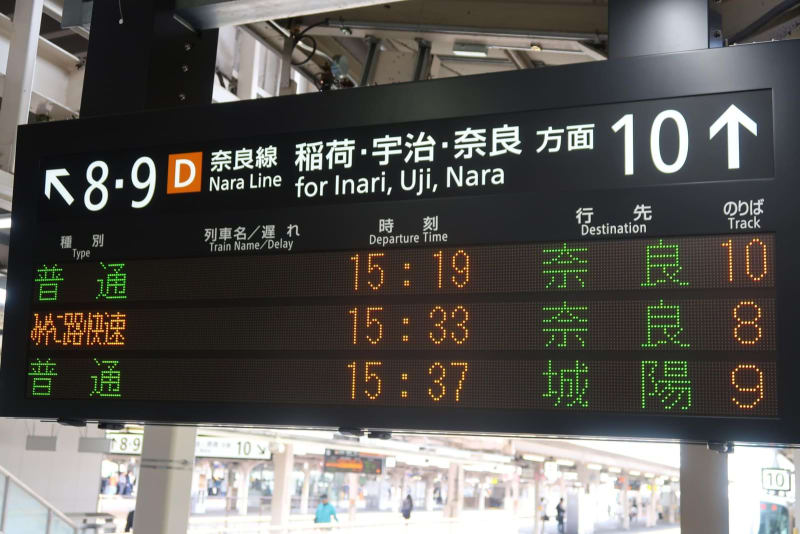 ↖ 8・9 D 奈良線 Nara Line 稲荷・宇治・奈良 方面 for Inari, Uji, Nara 10 ↑
種別 Type 列車名/遅れ Train Name/Delay 時刻 Departure Time 行先 Destination のりば Track
普通 15:19 奈良 10
みやこ路快速 15:33 奈良 8
普通 15:37 城陽 9
↑8・9 10 ↘
10